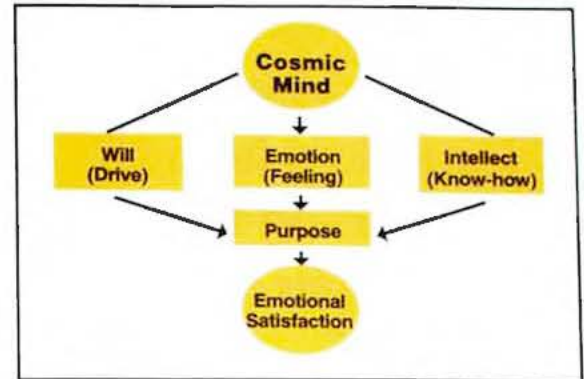 Cosmic
Mind
Will
(Drive)
Emotion
(Feeling)
Intellect
(Know-how)
Purpose
Emotional
Satisfaction